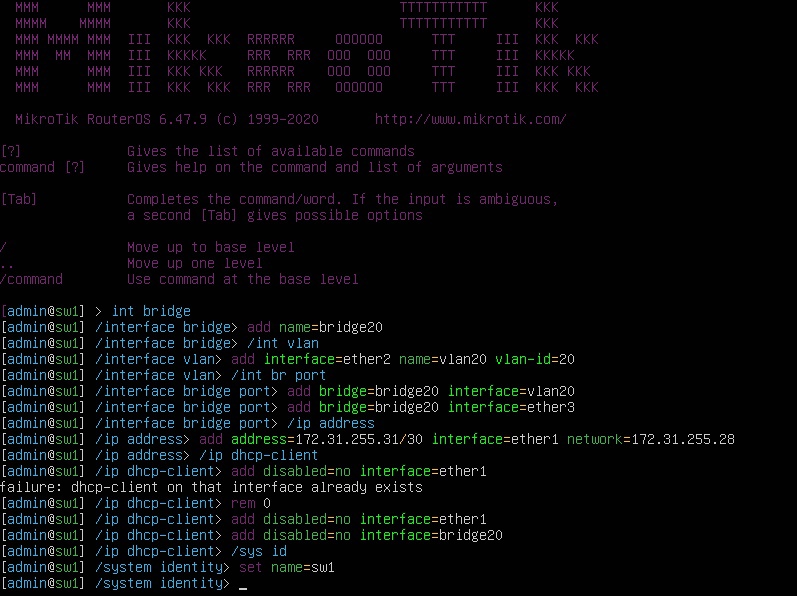 MMM      MMM       KKK                          TTTTTTTTTTT      KKK
MMMM    MMMM       KKK                          TTTTTTTTTTT      KKK
MMM MMMM MMM  III  KKK  KKK  RRRRRR     OOOOOO      TTT     III  KKK  KKK
MMM  MM  MMM  III  KKKKK     RRR  RRR  OOO  OOO     TTT     III  KKKKK
MMM      MMM  III  KKK KKK   RRRRRR    OOO  OOO     TTT     III  KKK KKK
MMM      MMM  III  KKK  KKK  RRR  RRR   OOOOOO      TTT     III  KKK  KKK
MikroTik RouterOS 6.47.9 (c) 1999-2020       http://www.mikrotik.com/
[?]             Gives the list of available commands
command [?]     Gives help on the command and list of arguments
[Tab]           Completes the command/word. If the input is ambiguous,
a second [Tab] gives possible options
/               Move up to base level
..              Move up one level
/command        Use command at the base level
[admin@sw1] > int bridge
[admin@sw1] /interface bridge> add name=bridge20
[admin@sw1] /interface bridge> /int vlan
[admin@sw1] /interface vlan> add interface=ether2 name=vlan20 vlan-id=20
[admin@sw1] /interface vlan> /int br port
[admin@sw1] /interface bridge port> add bridge=bridge20 interface=vlan20
[admin@sw1] /interface bridge port> add bridge=bridge20 interface=ether3
[admin@sw1] /interface bridge port> /ip address
[admin@sw1] /ip address> add address=172.31.255.31/30 interface=ether1 network=172.31.255.28
[admin@sw1] /ip address> /ip dhcp-client
[admin@sw1] /ip dhcp-client> add disabled=no interface=ether1
failure: dhcp-client on that interface already exists
[admin@sw1] /ip dhcp-client> rem 0
[admin@sw1] /ip dhcp-client> add disabled=no interface=ether1
[admin@sw1] /ip dhcp-client> add disabled=no interface=bridge20
[admin@sw1] /ip dhcp-client> /sys id
[admin@sw1] /system identity> set name=sw1
[admin@sw1] /system identity> _